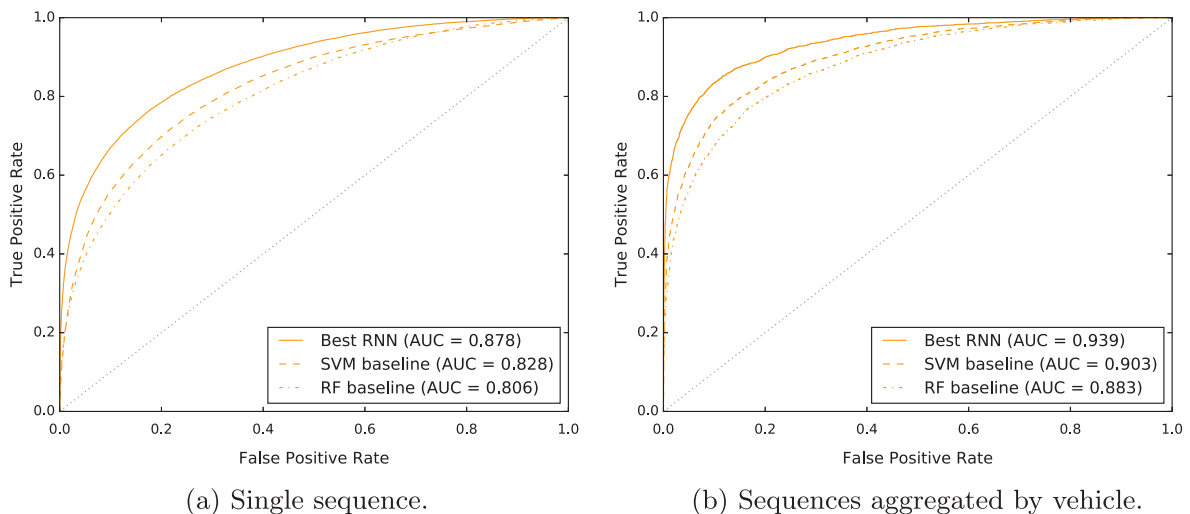 1.0
0.8
0.6
0.4
0.2
0.0
True Positive Rate
0.0 0.2 0.4 0.6 0.8 1.0
False Positive Rate
Best RNN (AUC = 0.878)
SVM baseline (AUC = 0.828)
RF baseline (AUC = 0.806)
(a) Single sequence.
1.0
0.8
0.6
0.4
0.2
0.0
True Positive Rate
0.0 0.2 0.4 0.6 0.8 1.0
False Positive Rate
Best RNN (AUC = 0.939)
SVM baseline (AUC = 0.903)
RF baseline (AUC = 0.883)
(b) Sequences aggregated by vehicle.